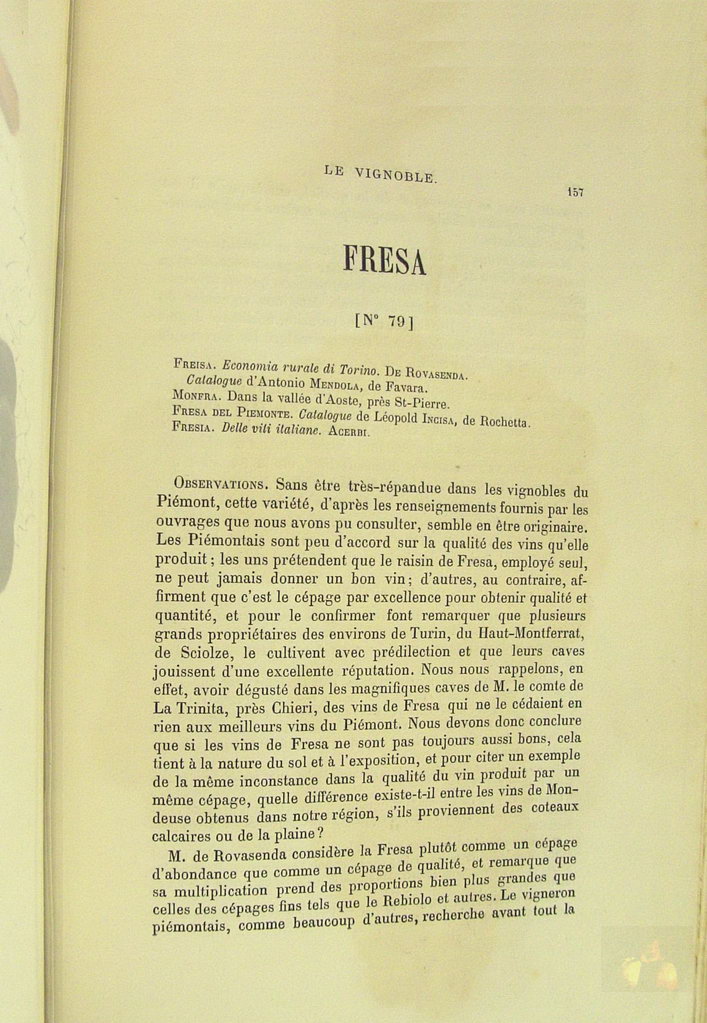 LE VIGNOBLE.
157
FRESA
[N° 79]
FREISA. Economia rurale di Torino. DE ROVASENDA.
Catalogue d'Antonio MENDOLA, de Favara.
MONFRA. Dans la vallée d'Aoste, près St-Pierre.
FRESA DEL PIEMONTE. Catalogue de Léopold INCISA, de Rochetta.
FRESIA. Delle viti italiane. ACERBI.
OBSERVATIONS. Sans être très-répandue dans les vignobles du
Piémont, cette variété, d'après les renseignements fournis par les
ouvrages que nous avons pu consulter, semble en être originaire.
Les Piémontais sont peu d'accord sur la qualité des vins qu'elle
produit; les uns prétendent que le raisin de Fresa, employé seul,
ne peut jamais donner un bon vin; d'autres, au contraire, af-
firment que c'est le cépage par excellence pour obtenir qualité et
quantité, et pour le confirmer font remarquer que plusieurs
grands propriétaires des environs de Turin, du Haut-Montferrat,
de Sciolze, le cultivent avec prédilection et que leurs caves
jouissent d'une excellente réputation. Nous nous rappelons, en
effet, avoir dégusté dans les magnifiques caves de M. le comte de
La Trinita, près Chieri, des vins de Fresa qui ne le cédaient en
rien aux meilleurs vins du Piémont. Nous devons donc conclure
que si les vins de Fresa ne sont pas toujours aussi bons, cela
tient à la nature du sol et à l'exposition, et pour citer un exemple
de la même inconstance dans la qualité du vin produit par un
même cépage, quelle différence existe-t-il entre les vins de Mon-
deuse obtenus dans notre région, s'ils proviennent des coteaux
calcaires ou de la plaine?
M. de Rovasenda considère la Fresa plutôt comme un cépage
d'abondance que comme un cépage de qualité, et remarque que
sa multiplication prend des proportions bien plus grandes que
celles des cépages fins tels que le Rebiolo et autres. Le vigneron
piémontais, comme beaucoup d'autres, recherche avant tout la